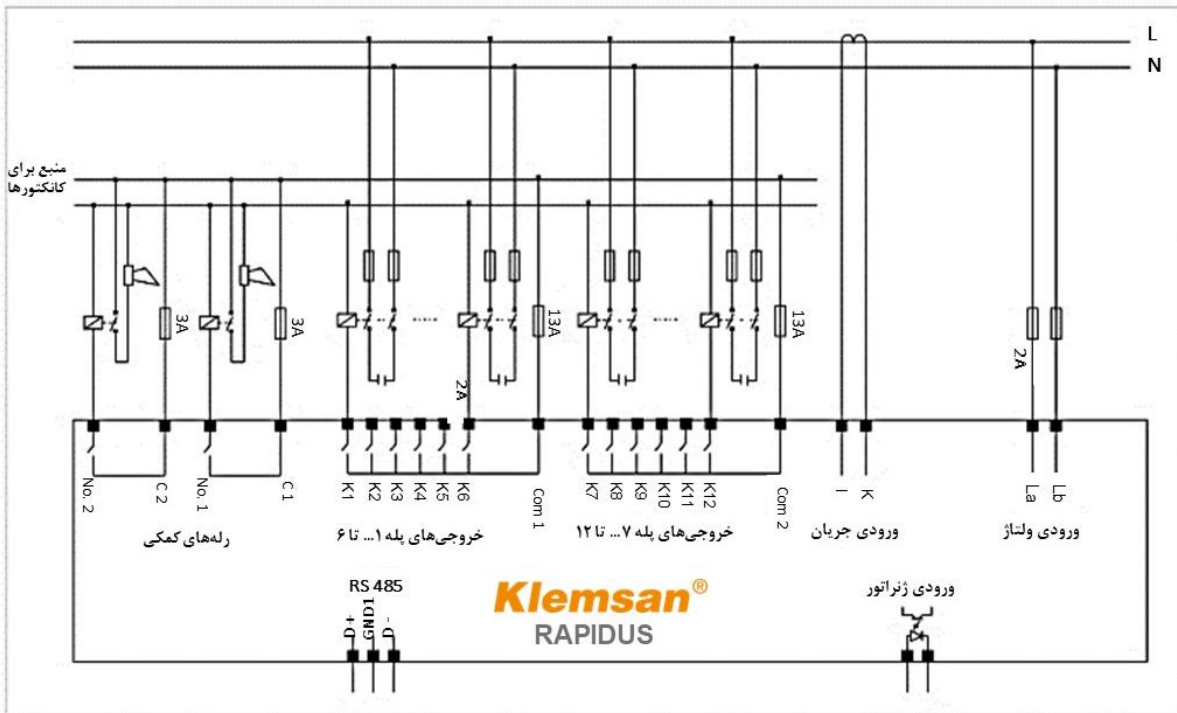 L
N
منبع برای
کانکتورها
3A
3A
13A
13A
2A
2A
No. 2
C 2
No. 1
C 1
K1
K2
K3
K4
K5
K6
Com 1
K7
K8
K9
K10
K11
K12
Com 2
I
K
La
Lb
رله‌های کمکی
خروجی‌های پله ۱... تا ۶
خروجی‌های پله ۷... تا ۱۲
ورودی جریان
ورودی ولتاژ
RS 485
D+
GND1
D -
Klemsan®
RAPIDUS
ورودی ژنراتور